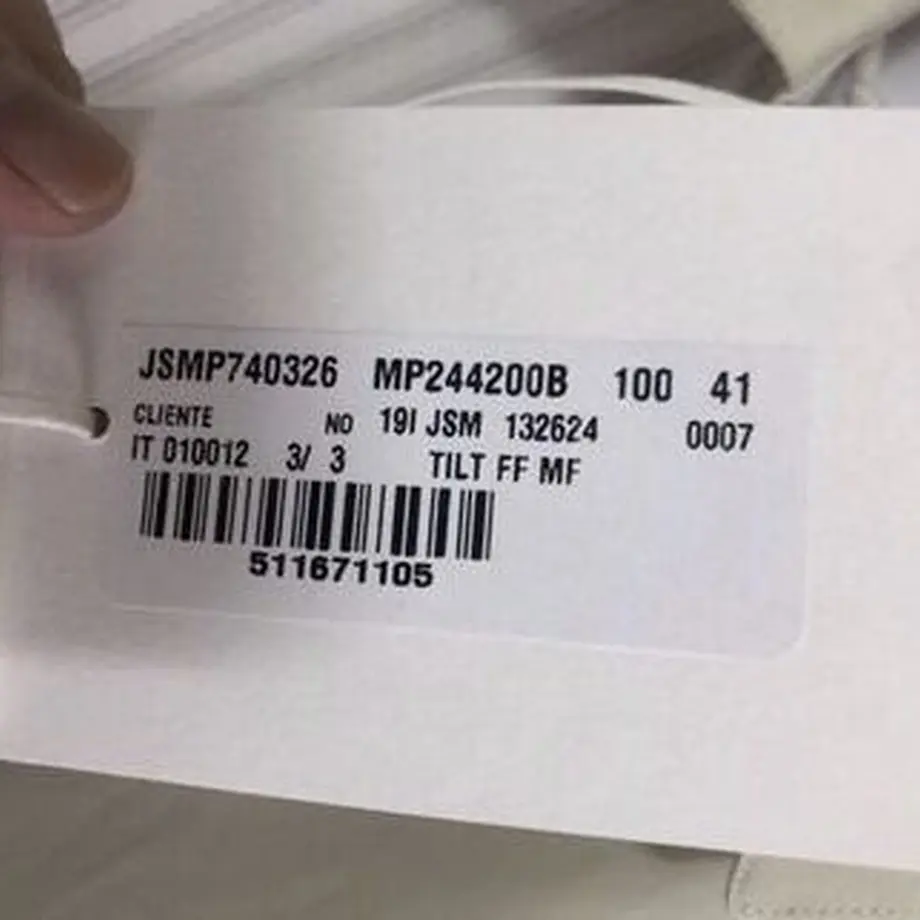 JSMP740326 MP244200B 100 41
CLIENTE NO 19I JSM 132624 0007
IT 010012 3/ 3 TILT FF MF
511671105